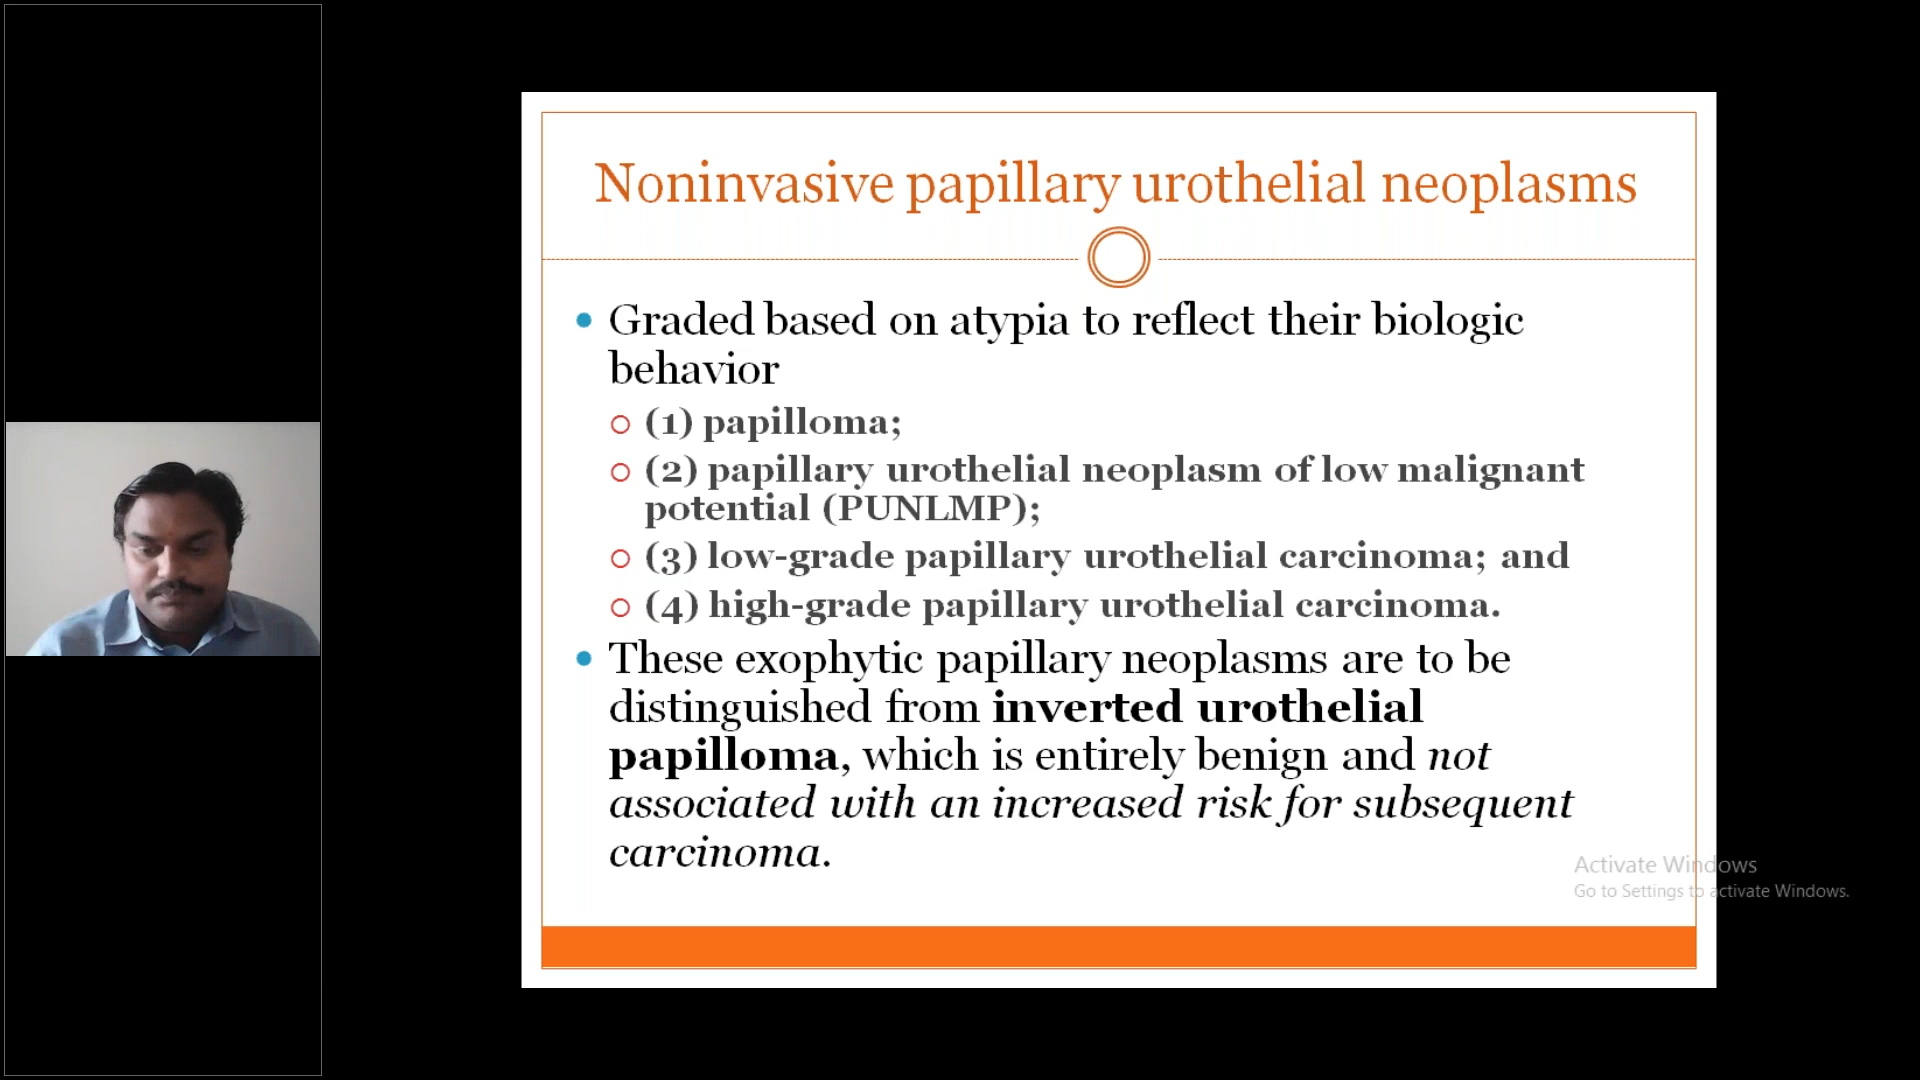 Noninvasive papillary urothelial neoplasms
Graded based on atypia to reflect their biologic
behavior
(1) papilloma;
(2) papillary urothelial neoplasm of low malignant
potential (PUNLMP);
(3) low-grade papillary urothelial carcinoma; and
(4) high-grade papillary urothelial carcinoma.
These exophytic papillary neoplasms are to be
distinguished from inverted urothelial
papilloma, which is entirely benign and not
associated with an increased risk for subsequent
carcinoma.
Activate Windows
Go to Settings to activate Windows.